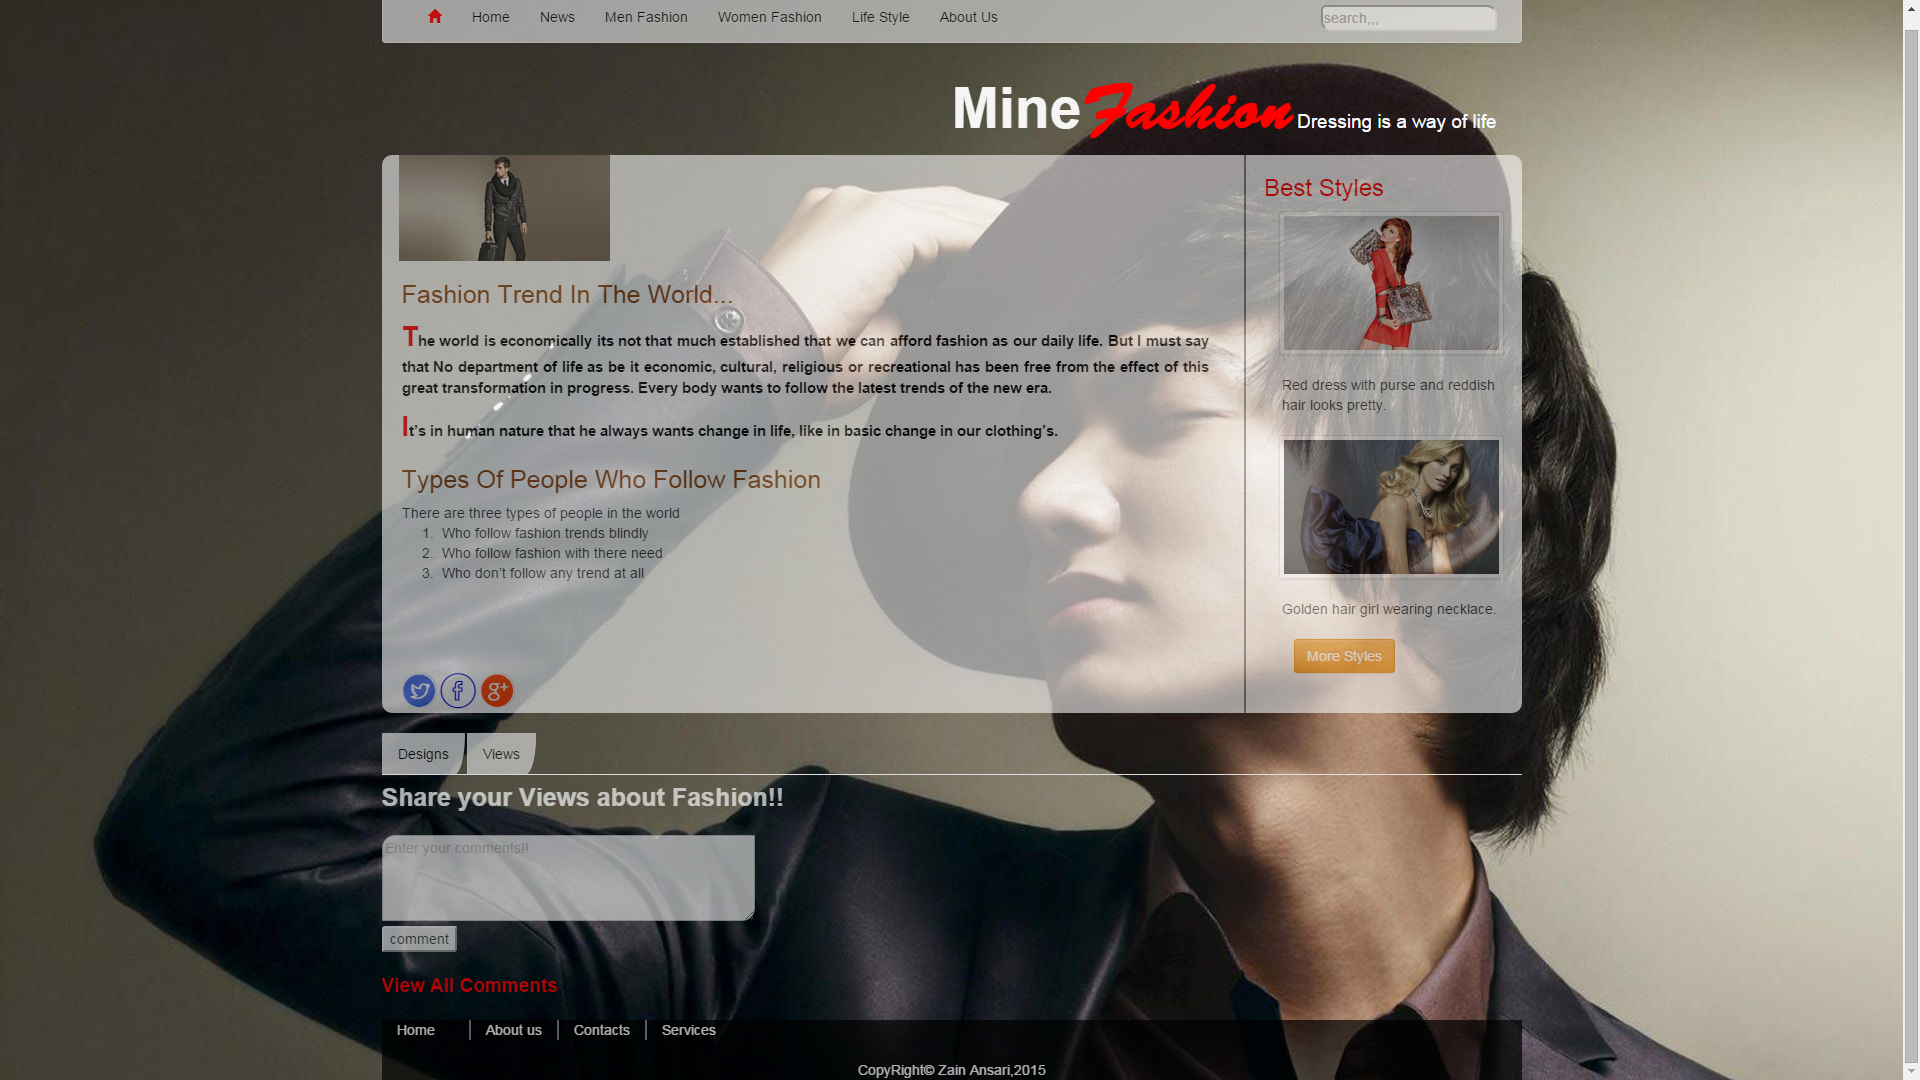 Home News Men Fashion Women Fashion Life Style About Us search,,,
MineFashion Dressing is a way of life
Fashion Trend In The World...
The world is economically its not that much established that we can afford fashion as our daily life. But I must say
that No department of life as be it economic, cultural, religious or recreational has been free from the effect of this
great transformation in progress. Every body wants to follow the latest trends of the new era.
It’s in human nature that he always wants change in life, like in basic change in our clothing’s.
Types Of People Who Follow Fashion
There are three types of people in the world
1. Who follow fashion trends blindly
2. Who follow fashion with there need
3. Who don’t follow any trend at all
Best Styles
Red dress with purse and reddish
hair looks pretty.
Golden hair girl wearing necklace.
More Styles
Designs Views
Share your Views about Fashion!!
Enter your comments!!
comment
View All Comments
Home About us Contacts Services
CopyRight© Zain Ansari,2015